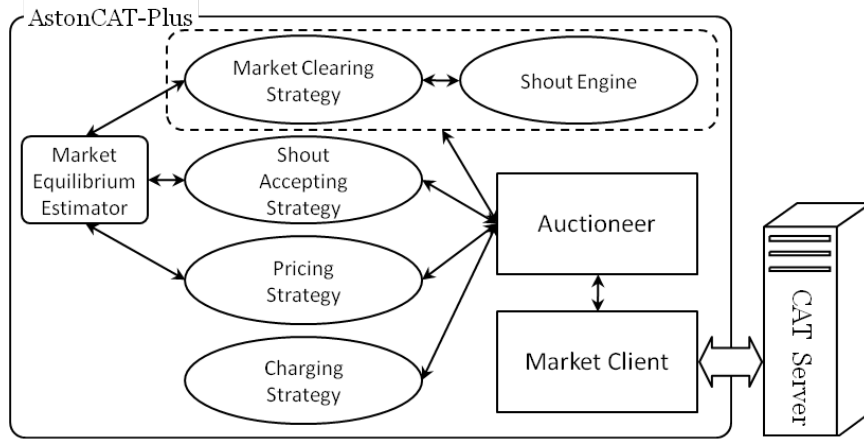 AstonCAT-Plus
Market Clearing
Strategy
Shout Engine
Market
Equilibrium
Estimator
Shout
Accepting
Strategy
Auctioneer
Pricing
Strategy
Charging
Strategy
Market Client
CAT Server